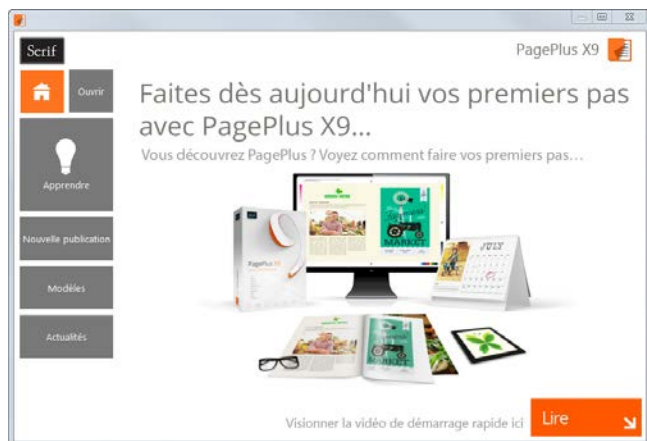 Serif
PagePlus X9
Ouvrir
Faites dès aujourd'hui vos premiers pas
avec PagePlus X9...
Vous découvrez PagePlus ? Voyez comment faire vos premiers pas...
Apprendre
Nouvelle publication
Modèles
Actualités
PagePlus X9
MARKET
JULY
Visionner la vidéo de démarrage rapide ici
Lire